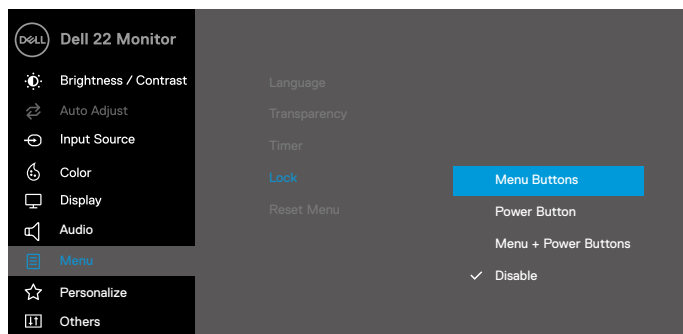 DELL Dell 22 Monitor
Brightness / Contrast
Auto Adjust
Input Source
Color
Display
Audio
Menu
Personalize
Others
Language
Transparency
Timer
Lock
Reset Menu
Menu Buttons
Power Button
Menu + Power Buttons
Disable